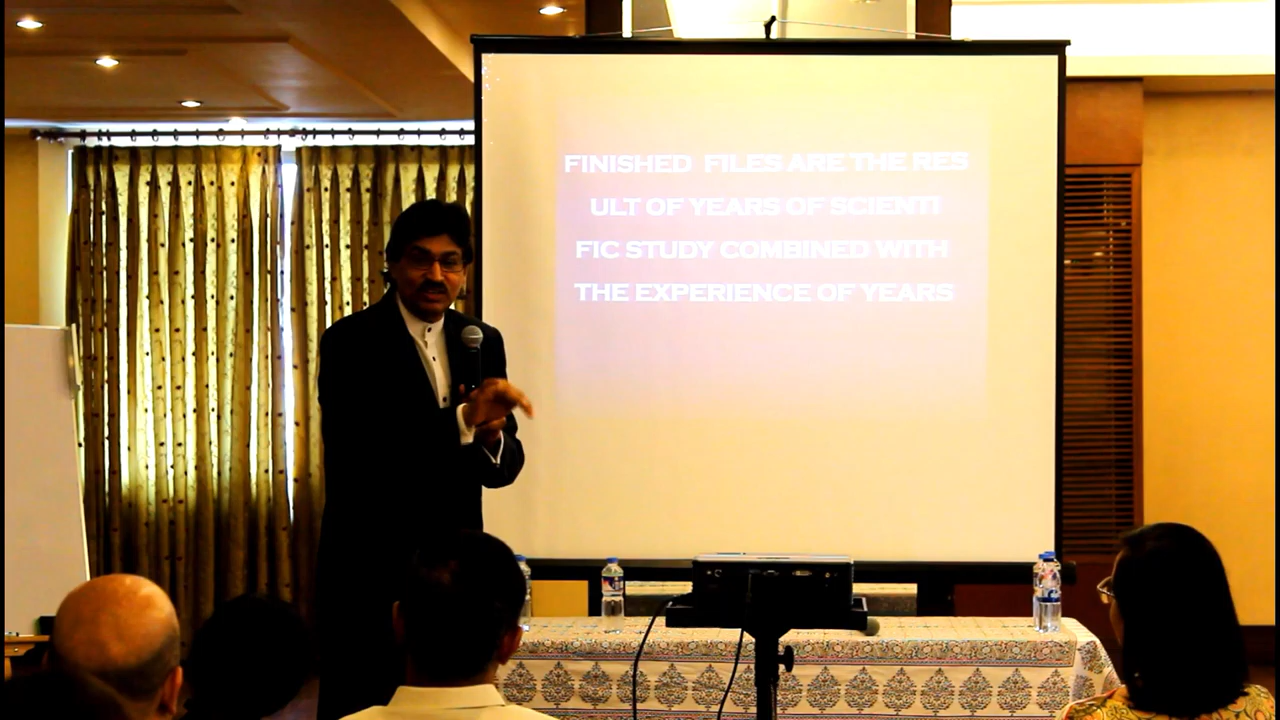 FINISHED FILES ARE THE RES
ULT OF YEARS OF SCIENTI
FIC STUDY COMBINED WITH
THE EXPERIENCE OF YEARS